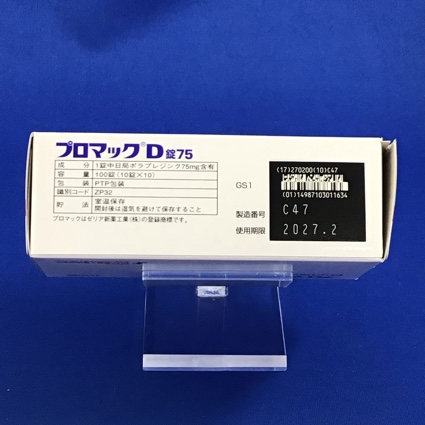 プロマック®D錠75
成 分 1錠中日局ポラプレジンク75mg含有
容 量 100錠(10錠×10)
包 装 PTP包装
識別コード ZP32
貯 法 室温保存
開封後は湿気を避けて保存すること
プロマックはゼリア新薬工業(株)の登録商標です。
GS1
(17)270200(10)C47
(01)14987103011634
製造番号 C47
使用期限 2027.2